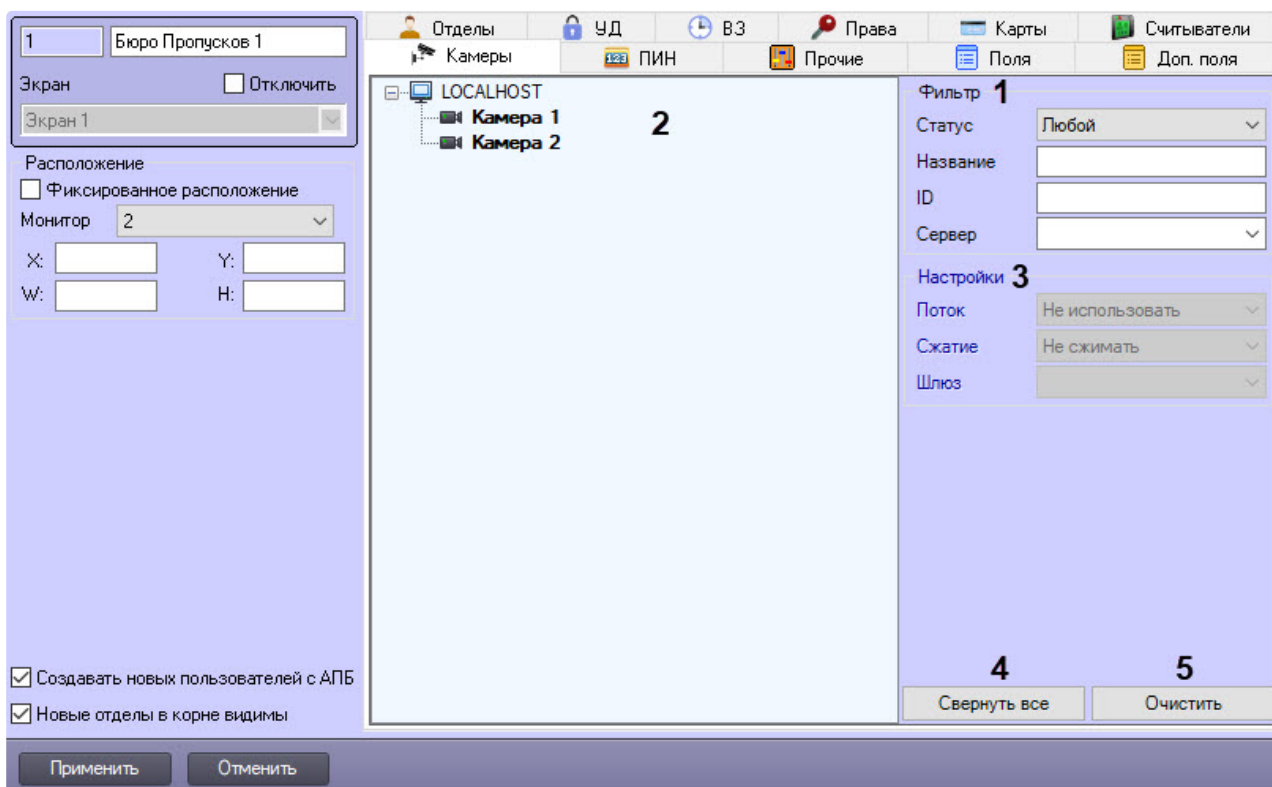 1 Бюро Пропусков 1
Экран Отключить
Экран 1
Расположение
Фиксированное расположение
Монитор 2
X: Y:
W: H:
Создавать новых пользователей с АПБ
Новые отделы в корне видимы
Отделы УД ВЗ Права Карты Считыватели
Камеры 123 ПИН Прочие Поля Доп. поля
LOCALHOST
Камера 1
Камера 2
2
Фильтр 1
Статус Любой
Название
ID
Сервер
Настройки 3
Поток Не использовать
Сжатие Не сжимать
Шлюз
4 5
Свернуть все Очистить
Применить Отменить